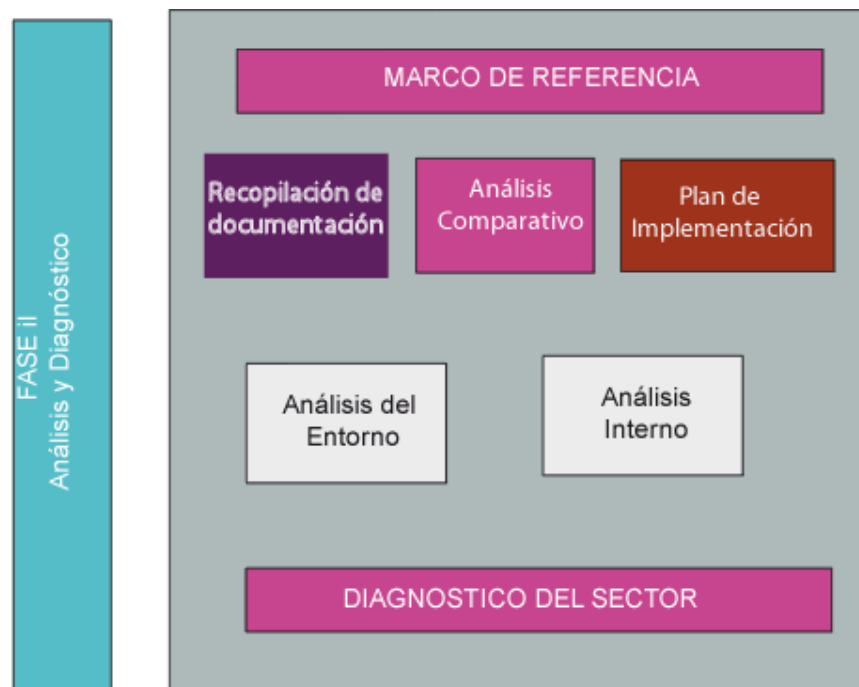 FASE iI
Análisis y Diagnóstico
MARCO DE REFERENCIA
Recopilación de
documentación
Análisis
Comparativo
Plan de
Implementación
Análisis del
Entorno
Análisis
Interno
DIAGNOSTICO DEL SECTOR